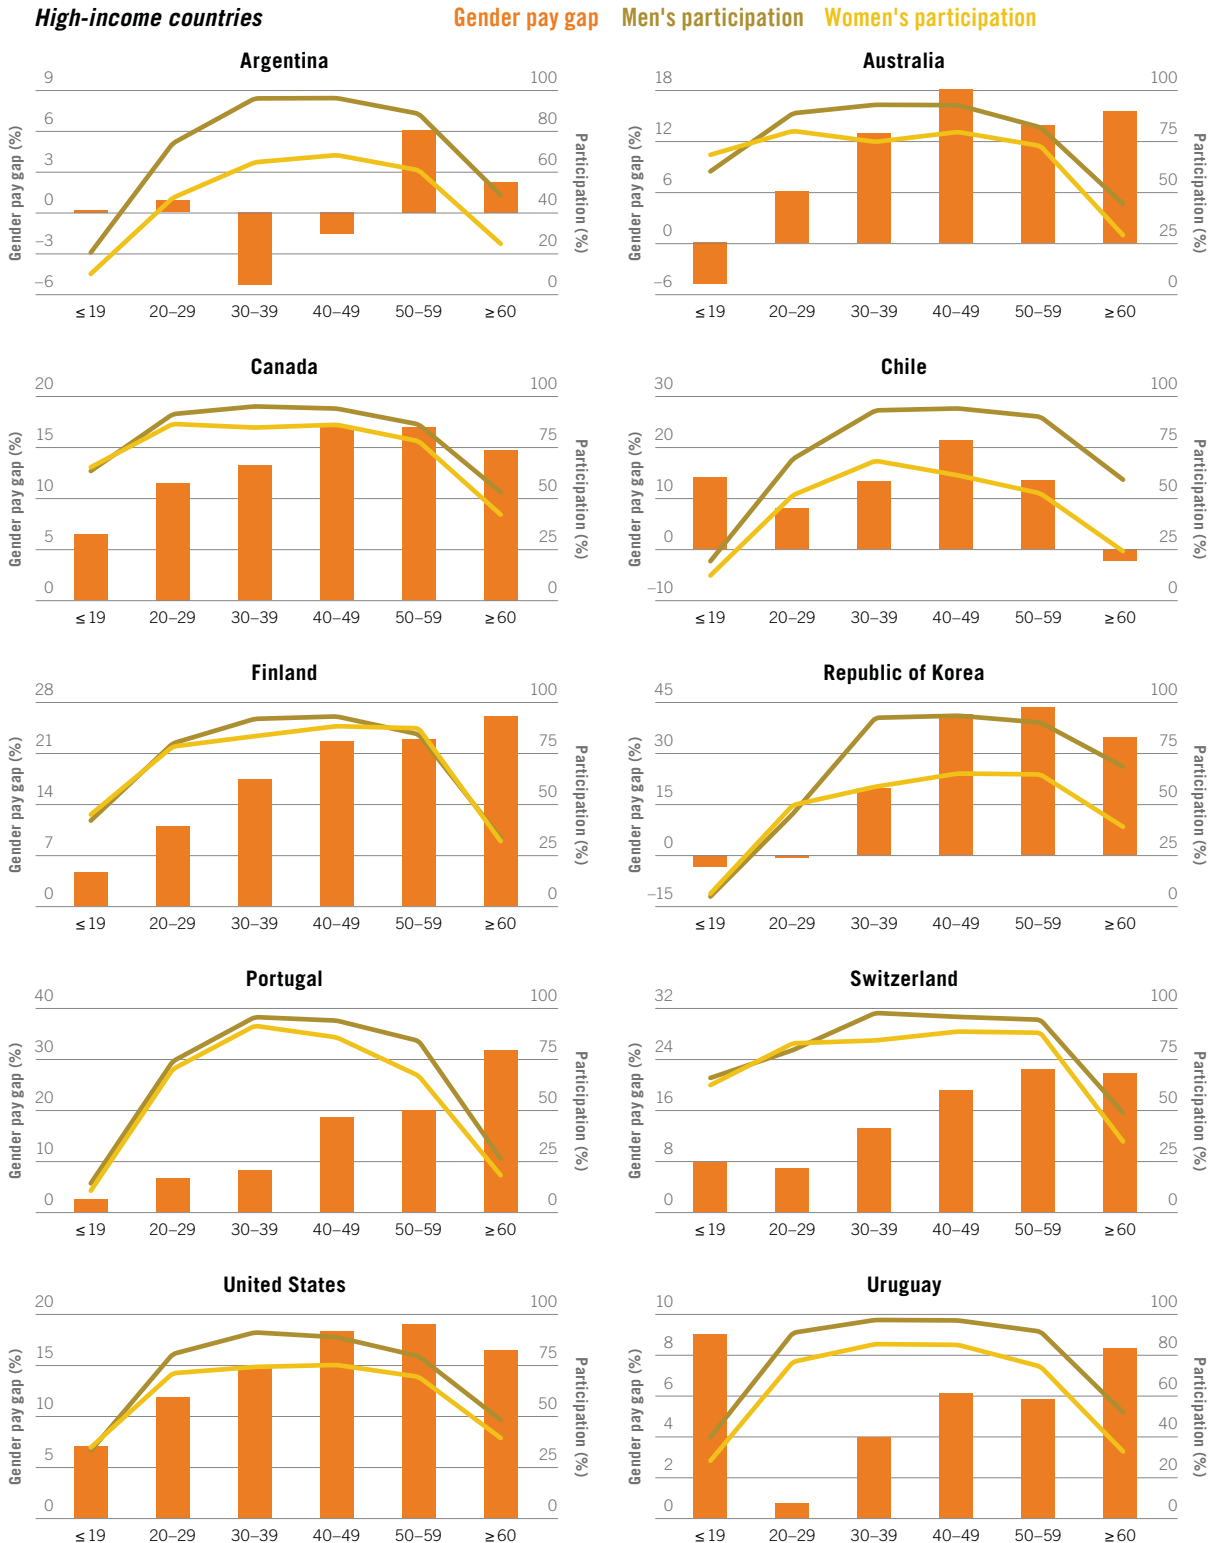 High-income countries
Gender pay gap Men's participation Women's participation
Argentina
Gender pay gap (%)
9
6
3
0
–3
–6
100
80
60
40
20
0
Participation (%)
≤ 19 20–29 30–39 40–49 50–59 ≥ 60
Australia
Gender pay gap (%)
18
12
6
0
–6
100
75
50
25
0
Participation (%)
≤ 19 20–29 30–39 40–49 50–59 ≥ 60
Canada
Gender pay gap (%)
20
15
10
5
0
100
75
50
25
0
Participation (%)
≤ 19 20–29 30–39 40–49 50–59 ≥ 60
Chile
Gender pay gap (%)
30
20
10
0
–10
100
75
50
25
0
Participation (%)
≤ 19 20–29 30–39 40–49 50–59 ≥ 60
Finland
Gender pay gap (%)
28
21
14
7
0
100
75
50
25
0
Participation (%)
≤ 19 20–29 30–39 40–49 50–59 ≥ 60
Republic of Korea
Gender pay gap (%)
45
30
15
0
–15
100
75
50
25
0
Participation (%)
≤ 19 20–29 30–39 40–49 50–59 ≥ 60
Portugal
Gender pay gap (%)
40
30
20
10
0
100
75
50
25
0
Participation (%)
≤ 19 20–29 30–39 40–49 50–59 ≥ 60
Switzerland
Gender pay gap (%)
32
24
16
8
0
100
75
50
25
0
Participation (%)
≤ 19 20–29 30–39 40–49 50–59 ≥ 60
United States
Gender pay gap (%)
20
15
10
5
0
100
75
50
25
0
Participation (%)
≤ 19 20–29 30–39 40–49 50–59 ≥ 60
Uruguay
Gender pay gap (%)
10
8
6
4
2
0
100
80
60
40
20
0
Participation (%)
≤ 19 20–29 30–39 40–49 50–59 ≥ 60